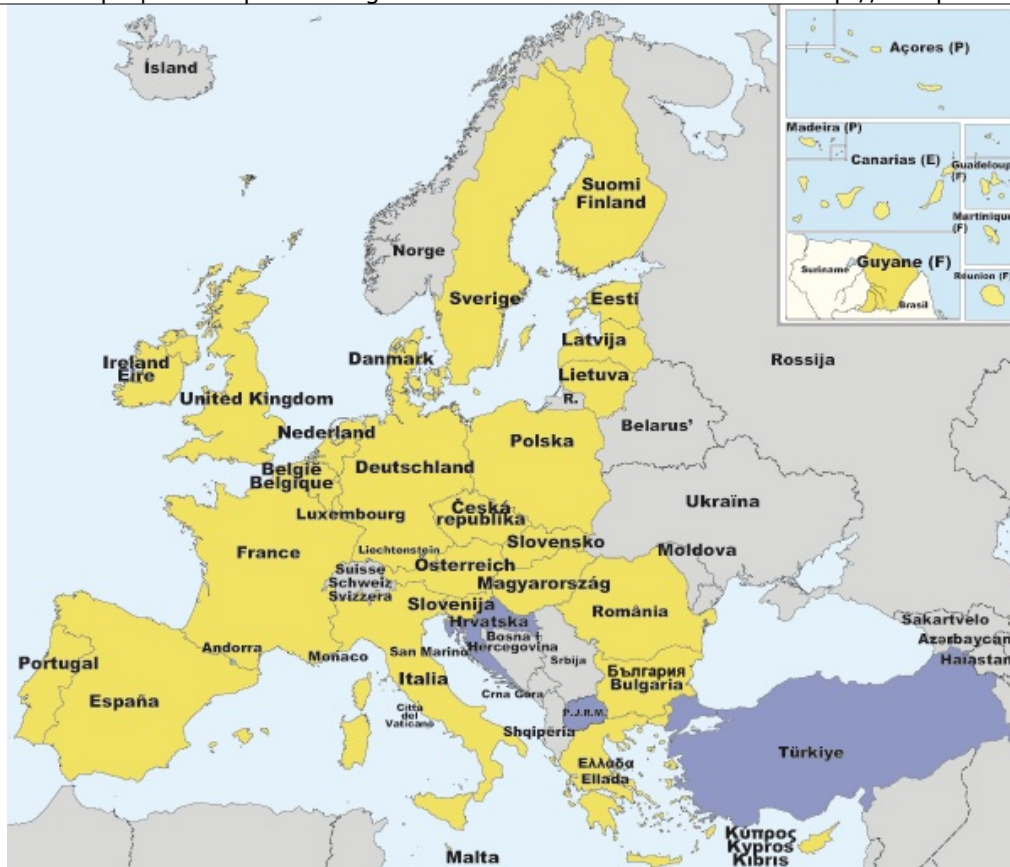 Açores (P)
Ísland
Madeira (P)
Canarias (E)
Guadeloup
(F)
Suomi
Finland
Martinique
(F)
Norge
Guyane (F)
Suriname
Réunion (F)
Sverige
Eesti
Brasil
Latvija
Danmark
Rossija
Ireland
Éire
Lietuva
United Kingdom
R.
Belarus’
Nederland
Polska
België
Belgique
Deutschland
Ukraïna
Luxembourg
Česká
republika
France
Slovensko
Liechtenstein
Moldova
Österreich
Suisse
Schweiz
Svizzera
Magyarország
Slovenija
România
Hrvatska
Sakartvelo
Bosna i
Hercegovina
Azərbaycan
Andorra
San Marino
Monaco
Srbija
Haiastan
Portugal
Italia
България
Bulgaria
España
Crna Gora
Città
del
Vaticano
P.J.R.M.
Shqipëria
Türkiye
Ελλάδα
Ellada
Κύπρος
Kypros
Kıbrıs
Malta